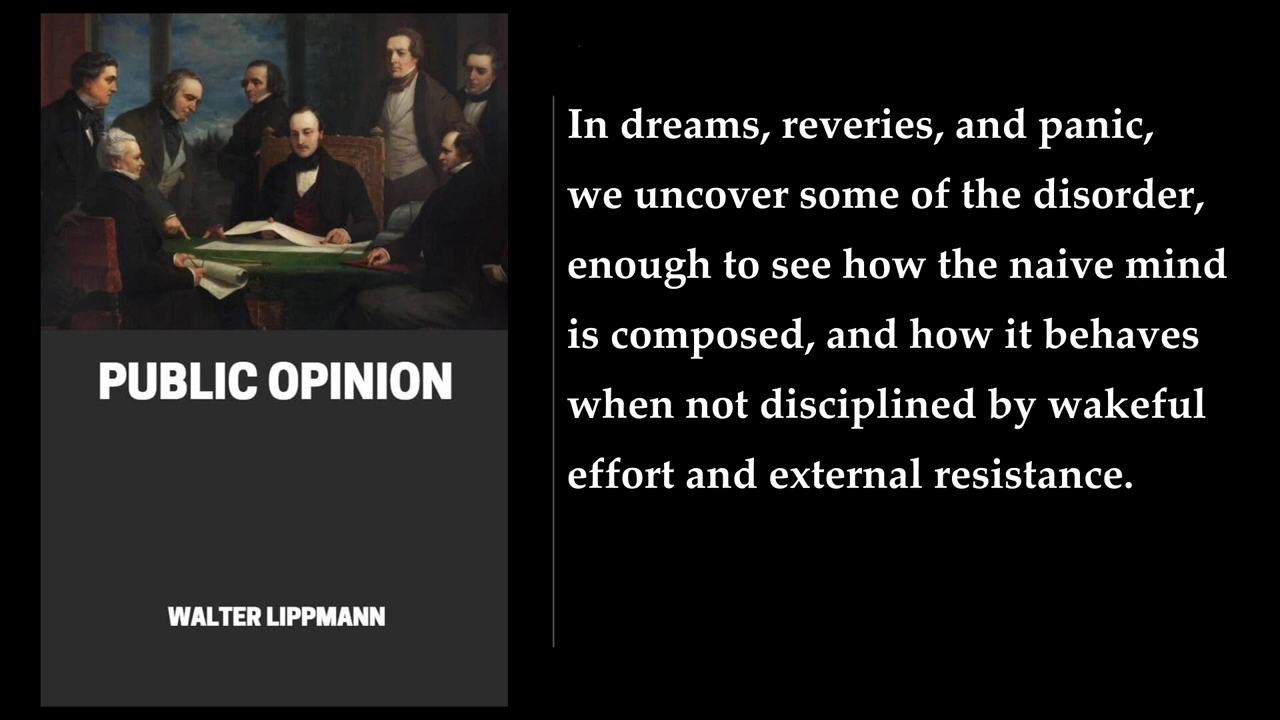 PUBLIC OPINION
WALTER LIPPMANN
In dreams, reveries, and panic,
we uncover some of the disorder,
enough to see how the naive mind
is composed, and how it behaves
when not disciplined by wakeful
effort and external resistance.